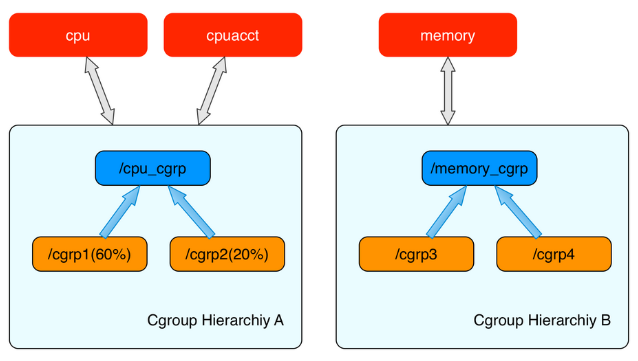 cpu
cpuacct
memory
/cpu_cgrp
/memory_cgrp
/cgrp1(60%)
/cgrp2(20%)
/cgrp3
/cgrp4
Cgroup Hierarchiy A
Cgroup Hierarchiy B